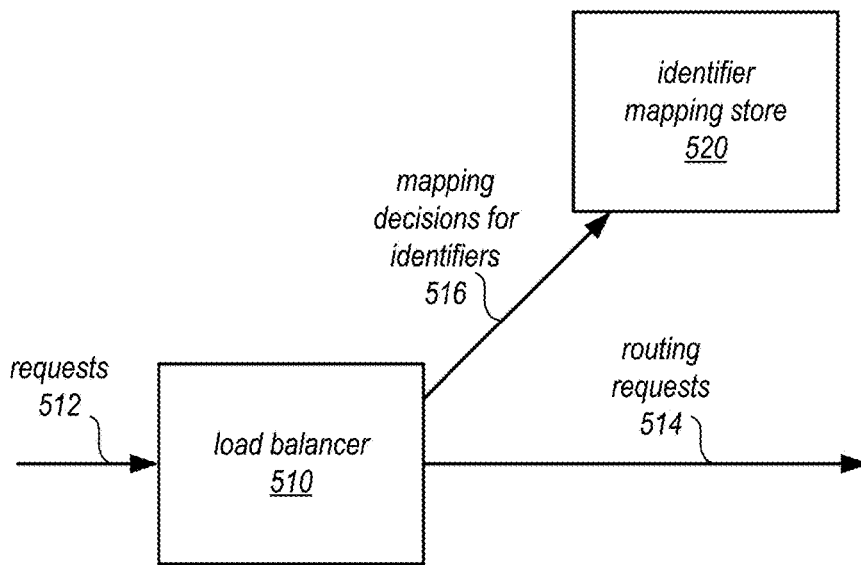 identifier
mapping store
520
mapping
decisions for
identifiers
516
routing
requests
514
requests
512
load balancer
510